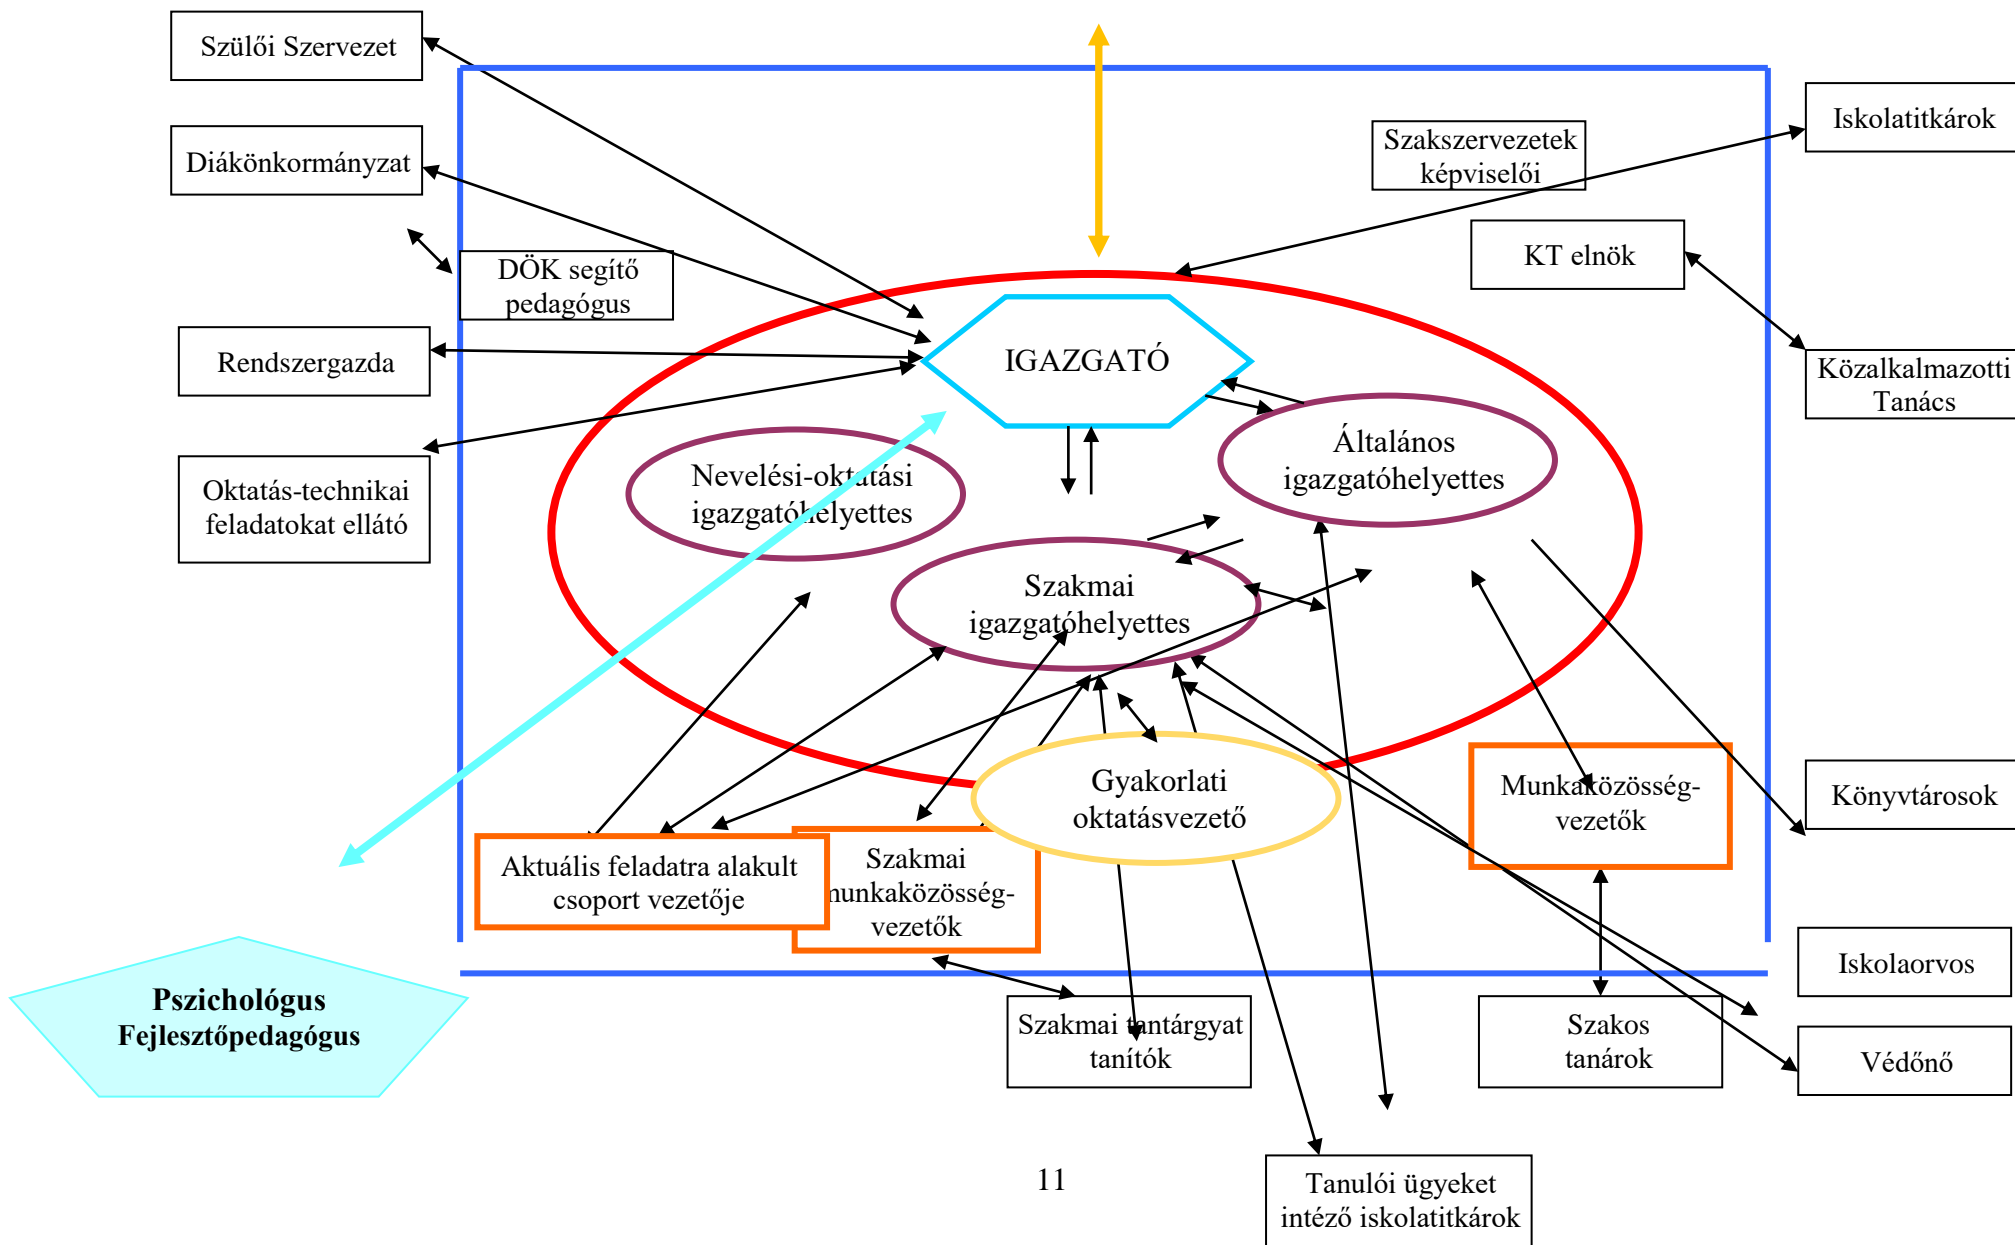 Szülői Szervezet
Iskolatitkárok
Szakszervezetek
képviselői
Diákönkormányzat
KT elnök
DÖK segítő
pedagógus
Rendszergazda
IGAZGATÓ
Közalkalmazotti
Tanács
Általános
igazgatóhelyettes
Nevelési-oktatási
igazgatóhelyettes
Oktatás-technikai
feladatokat ellátó
Szakmai
igazgatóhelyettes
Gyakorlati
oktatásvezető
Munkaközösség-
vezetők
Könyvtárosok
Aktuális feladatra alakult
csoport vezetője
Szakmai
munkaközösség-
vezetők
Iskolaorvos
Pszichológus
Fejlesztőpedagógus
Szakmai tantárgyat
tanítók
Szakos
tanárok
Védőnő
11
Tanulói ügyeket
intéző iskolatitkárok